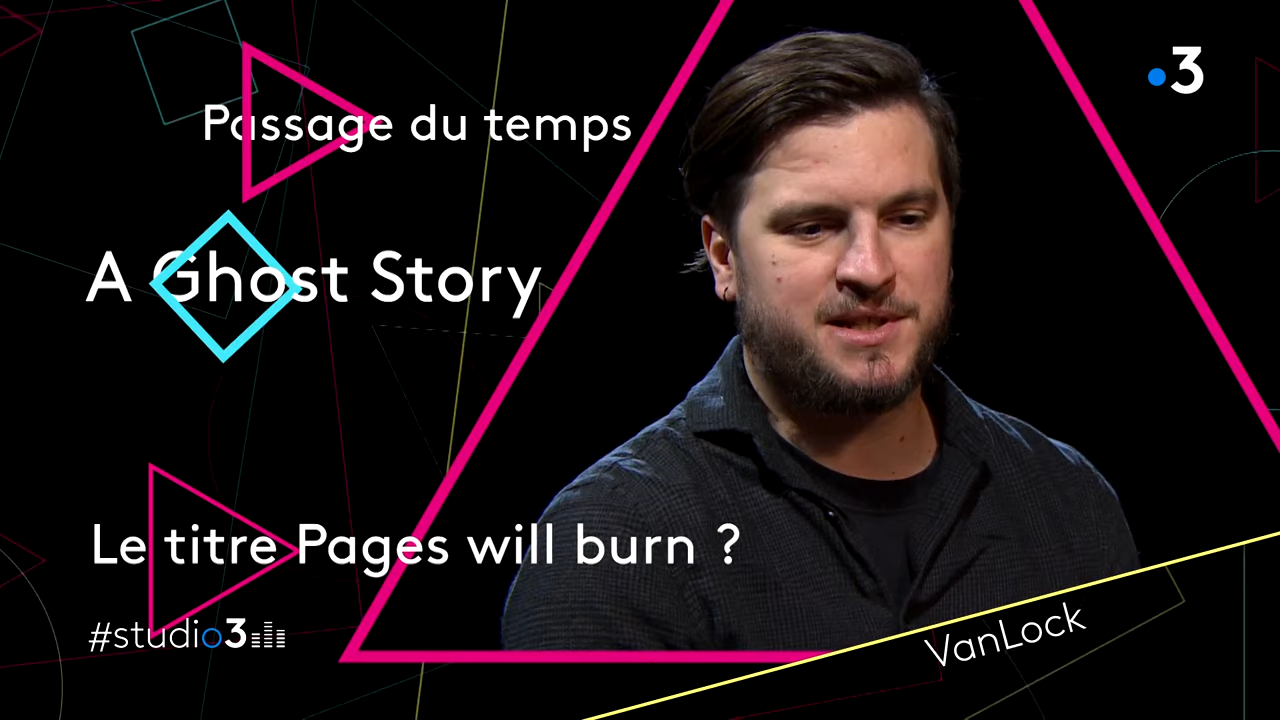 Passage du temps
3
A Ghost Story
Le titre Pages will burn ?
#studio3
VanLock